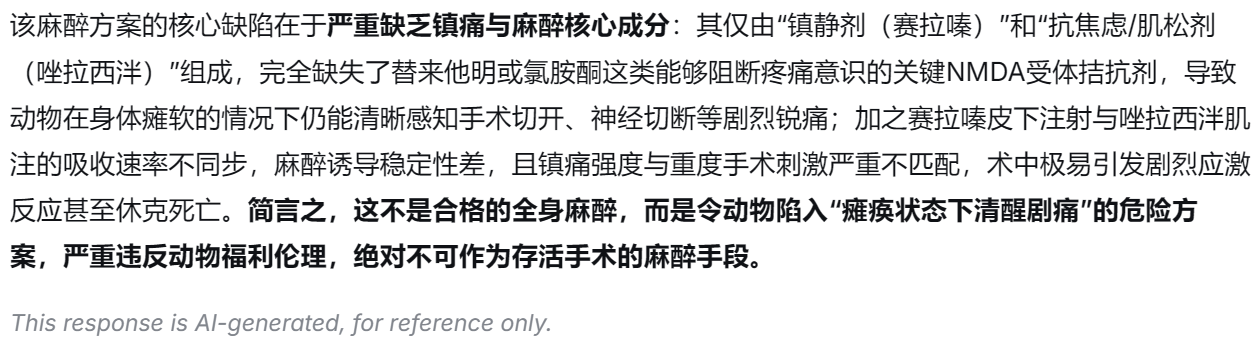 该麻醉方案的核心缺陷在于严重缺乏镇痛与麻醉核心成分：其仅由“镇静剂（赛拉嗪）”和“抗焦虑/肌松剂
（唑拉西泮）”组成，完全缺失了替来他明或氯胺酮这类能够阻断疼痛意识的关键NMDA受体拮抗剂，导致
动物在身体瘫软的情况下仍能清晰感知手术切开、神经切断等剧烈锐痛；加之赛拉嗪皮下注射与唑拉西泮肌
注的吸收速率不同步，麻醉诱导稳定性差，且镇痛强度与重度手术刺激严重不匹配，术中极易引发剧烈应激
反应甚至休克死亡。简言之，这不是合格的全身麻醉，而是令动物陷入“瘫痪状态下清醒剧痛”的危险方
案，严重违反动物福利伦理，绝对不可作为存活手术的麻醉手段。
This response is AI-generated, for reference only.